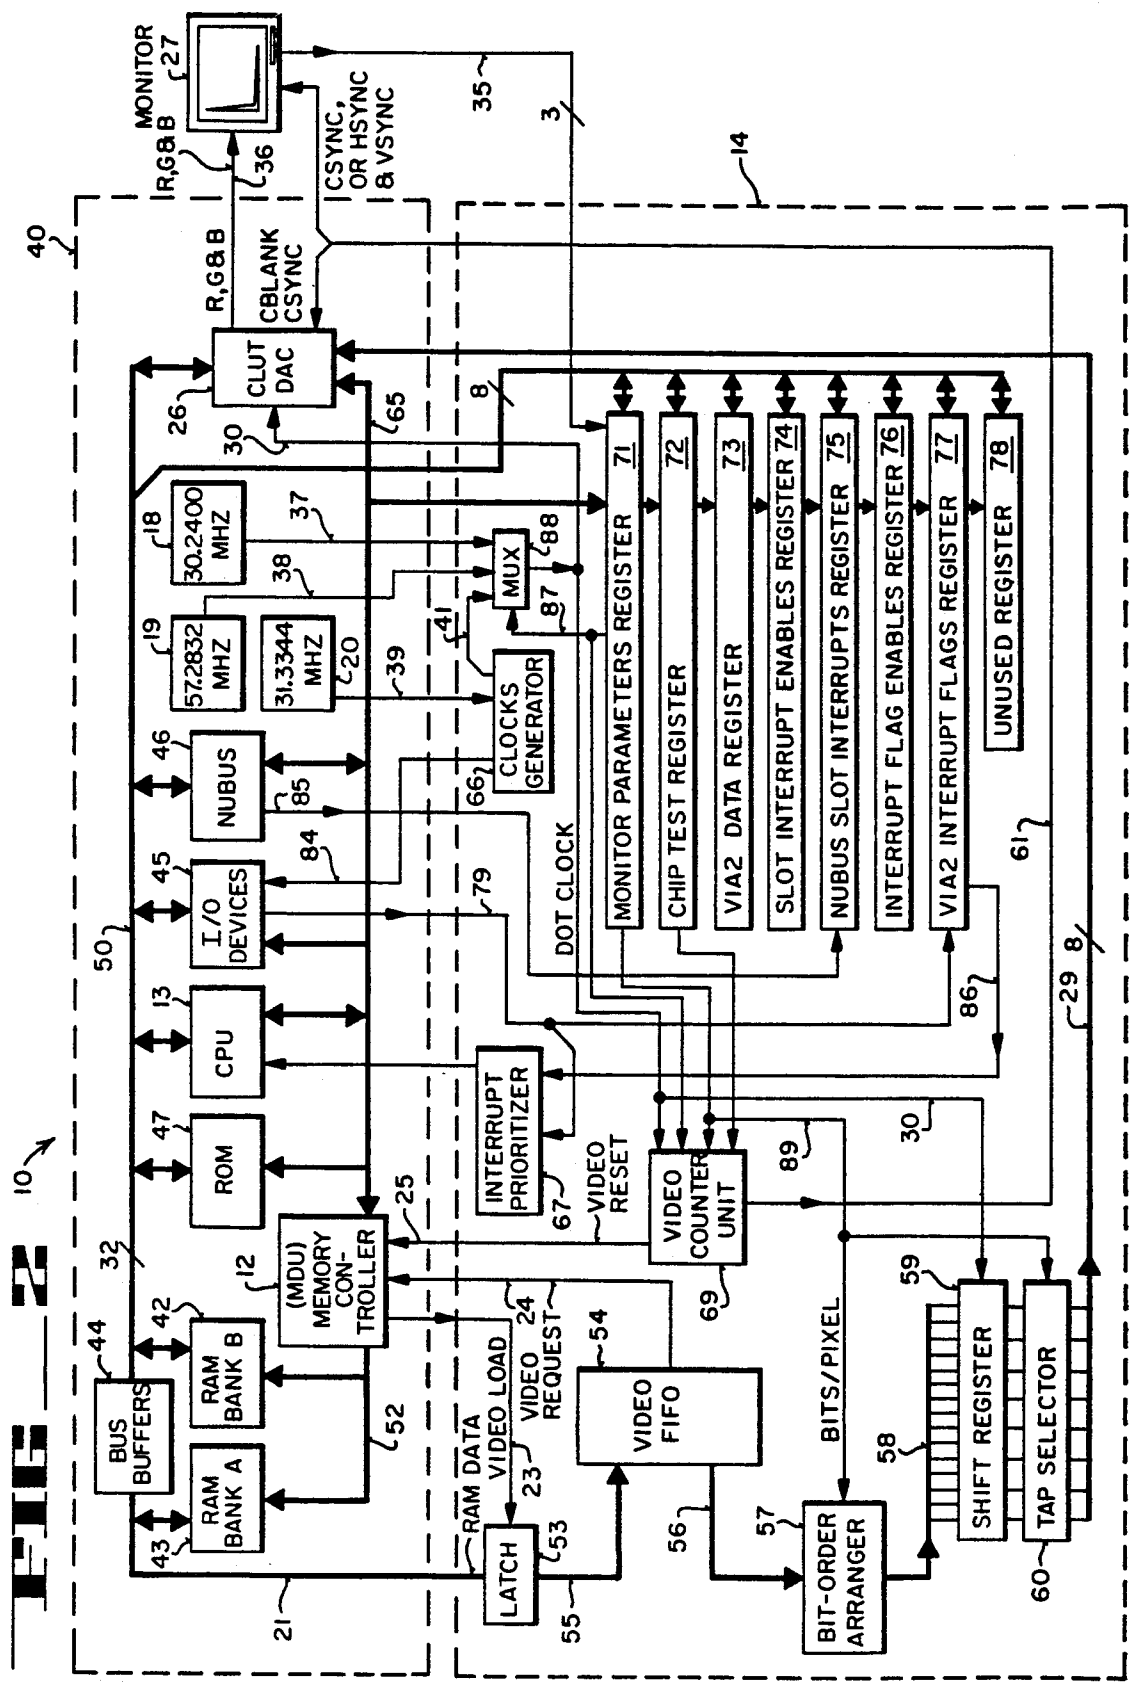 FIG_2
10
40
50
32
44
BUS
BUFFERS
43
RAM
BANK A
42
RAM
BANK B
47
ROM
13
CPU
45
I/O
DEVICES
46
NUBUS
19
57.2832
MHZ
18
30.2400
MHZ
31.3344
MHZ
20
26
CLUT
DAC
R,G&B
CBLANK
CSYNC
MONITOR
27
R,G&B
36
CSYNC,
OR HSYNC
& VSYNC
35
3
21
52
12
(MDU)
MEMORY
CON-
TROLLER
25
85
84
79
39
38
37
30
65
41
8
14
RAM DATA
VIDEO LOAD
23
24
VIDEO
REQUEST
VIDEO
RESET
LATCH
53
55
VIDEO
FIFO
54
56
INTERRUPT
PRIORITIZER
67
66
CLOCKS
GENERATOR
MUX
88
87
DOT CLOCK
VIDEO
COUNTER
UNIT
69
MONITOR PARAMETERS REGISTER 71
CHIP TEST REGISTER 72
VIA2 DATA REGISTER 73
SLOT INTERRUPT ENABLES REGISTER 74
NUBUS SLOT INTERRUPTS REGISTER 75
INTERRUPT FLAG ENABLES REGISTER 76
VIA2 INTERRUPT FLAGS REGISTER 77
UNUSED REGISTER 78
89
30
86
61
BITS/PIXEL
57
BIT-ORDER
ARRANGER
58
59
SHIFT REGISTER
TAP SELECTOR
60
29
8